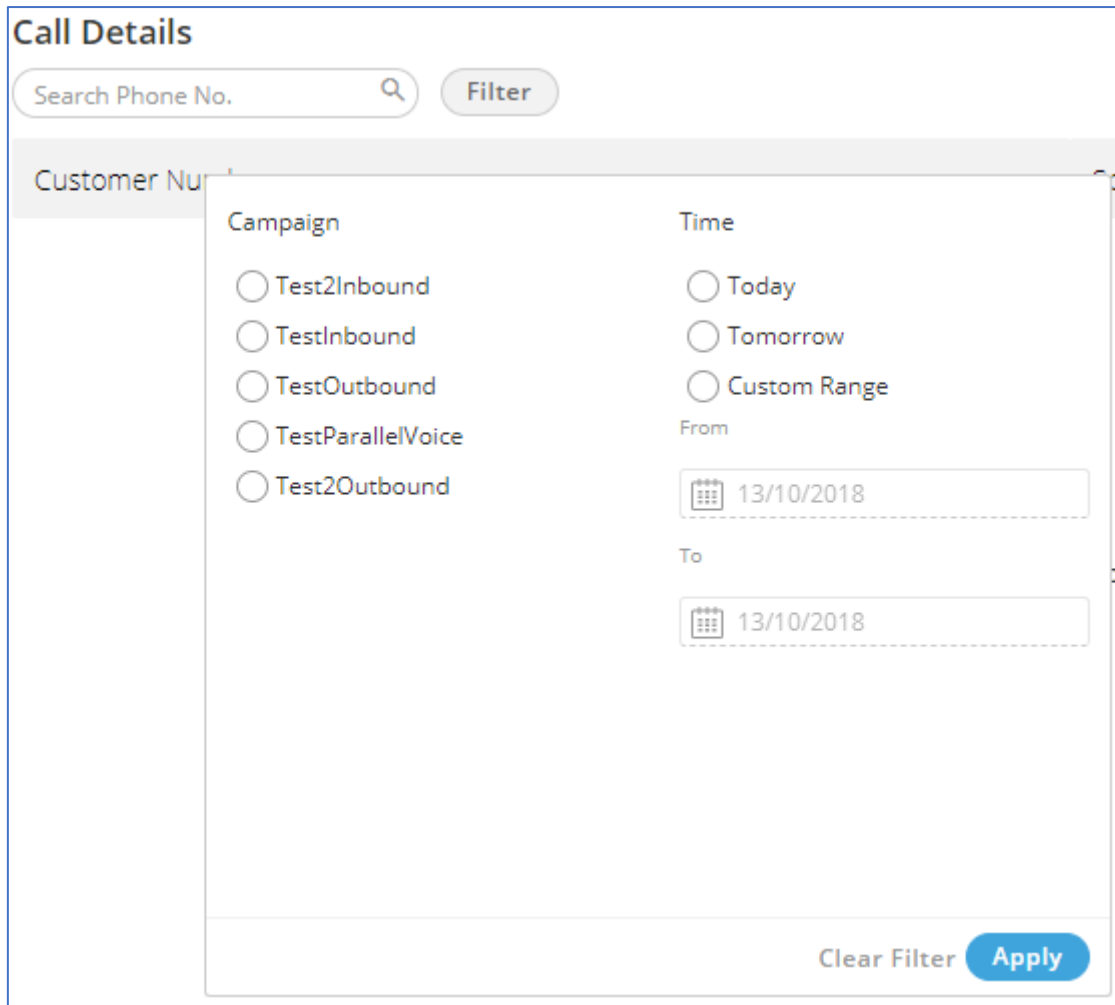 Call Details
Search Phone No.
Filter
Customer
Campaign
Time
Test2Inbound
Today
TestInbound
Tomorrow
TestOutbound
Custom Range
TestParallelVoice
From
Test2Outbound
13/10/2018
To
13/10/2018
Clear Filter
Apply